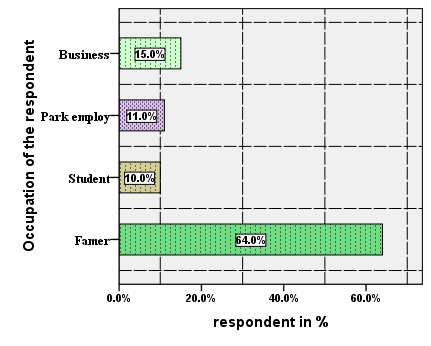 Occupation of the respondent
Business
15.0%
Park employ
11.0%
Student
10.0%
Famer
64.0%
0.0%
20.0%
40.0%
60.0%
respondent in %